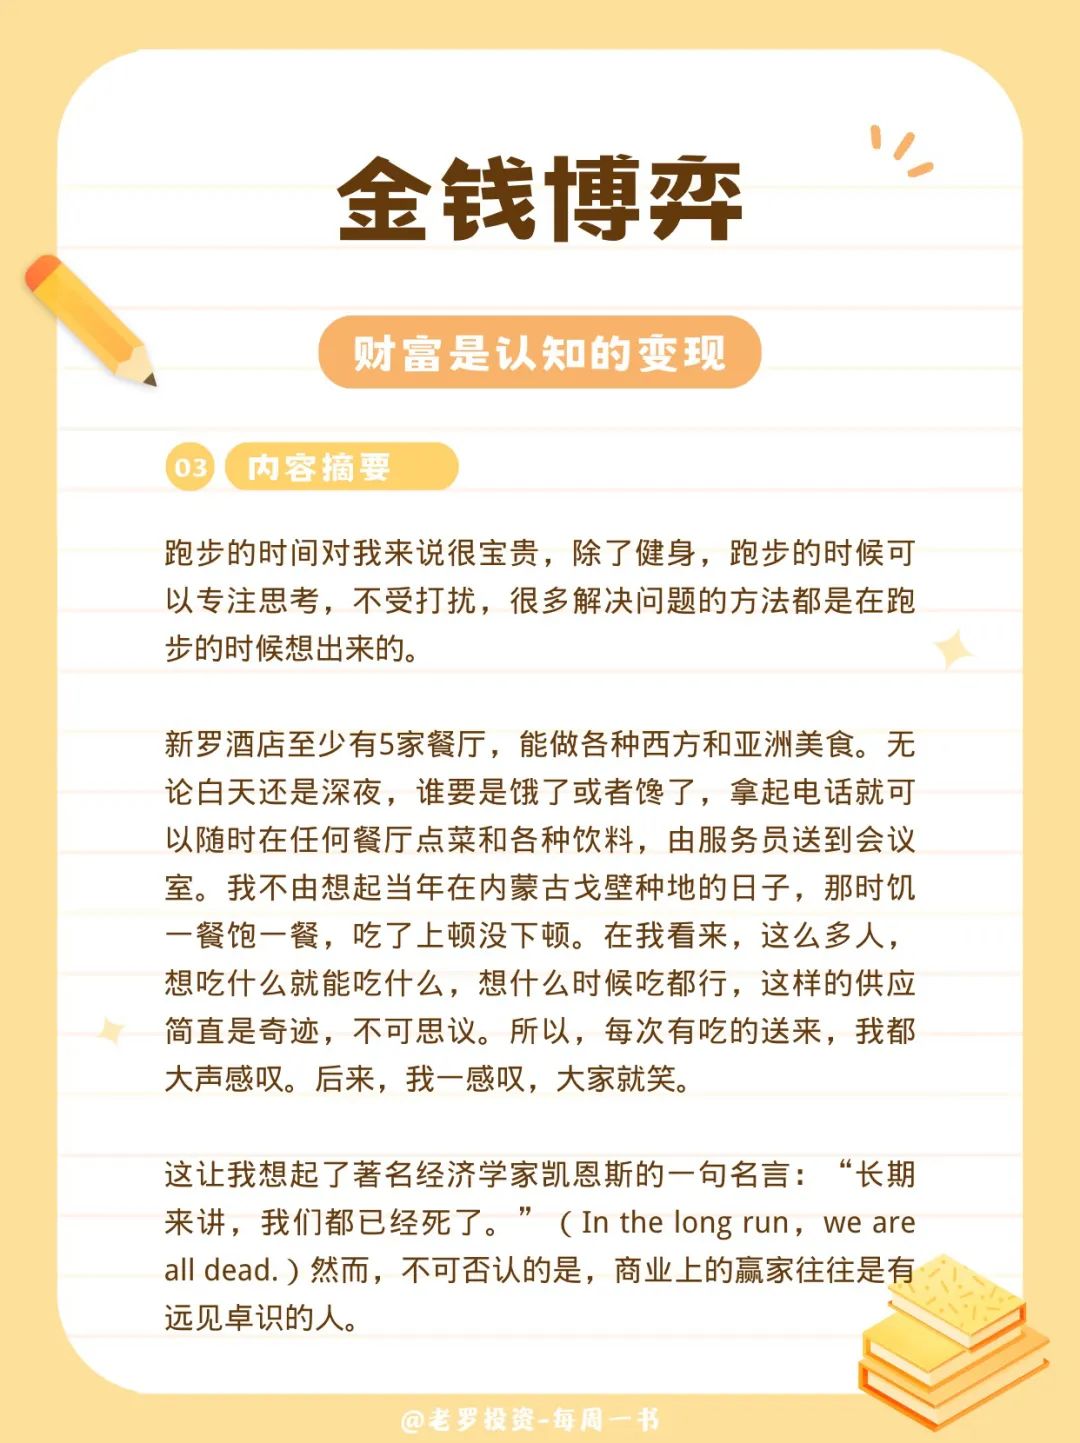 金钱博弈
财富是认知的变现
03 内容摘要
跑步的时间对我来说很宝贵，除了健身，跑步的时候可
以专注思考，不受打扰，很多解决问题的方法都是在跑
步的时候想出来的。
新罗酒店至少有5家餐厅，能做各种西方和亚洲美食。无
论白天还是深夜，谁要是饿了或者馋了，拿起电话就可
以随时在任何餐厅点菜和各种饮料，由服务员送到会议
室。我不由想起当年在内蒙古戈壁种地的日子，那时饥
一餐饱一餐，吃了上顿没下顿。在我看来，这么多人，
想吃什么就能吃什么，想什么时候吃都行，这样的供应
简直是奇迹，不可思议。所以，每次有吃的送来，我都
大声感叹。后来，我一感叹，大家就笑。
这让我想起了著名经济学家凯恩斯的一句名言：“长期
来讲，我们都已经死了。”（In the long run，we are
all dead.）然而，不可否认的是，商业上的赢家往往是有
远见卓识的人。
@老罗投资-每周一书